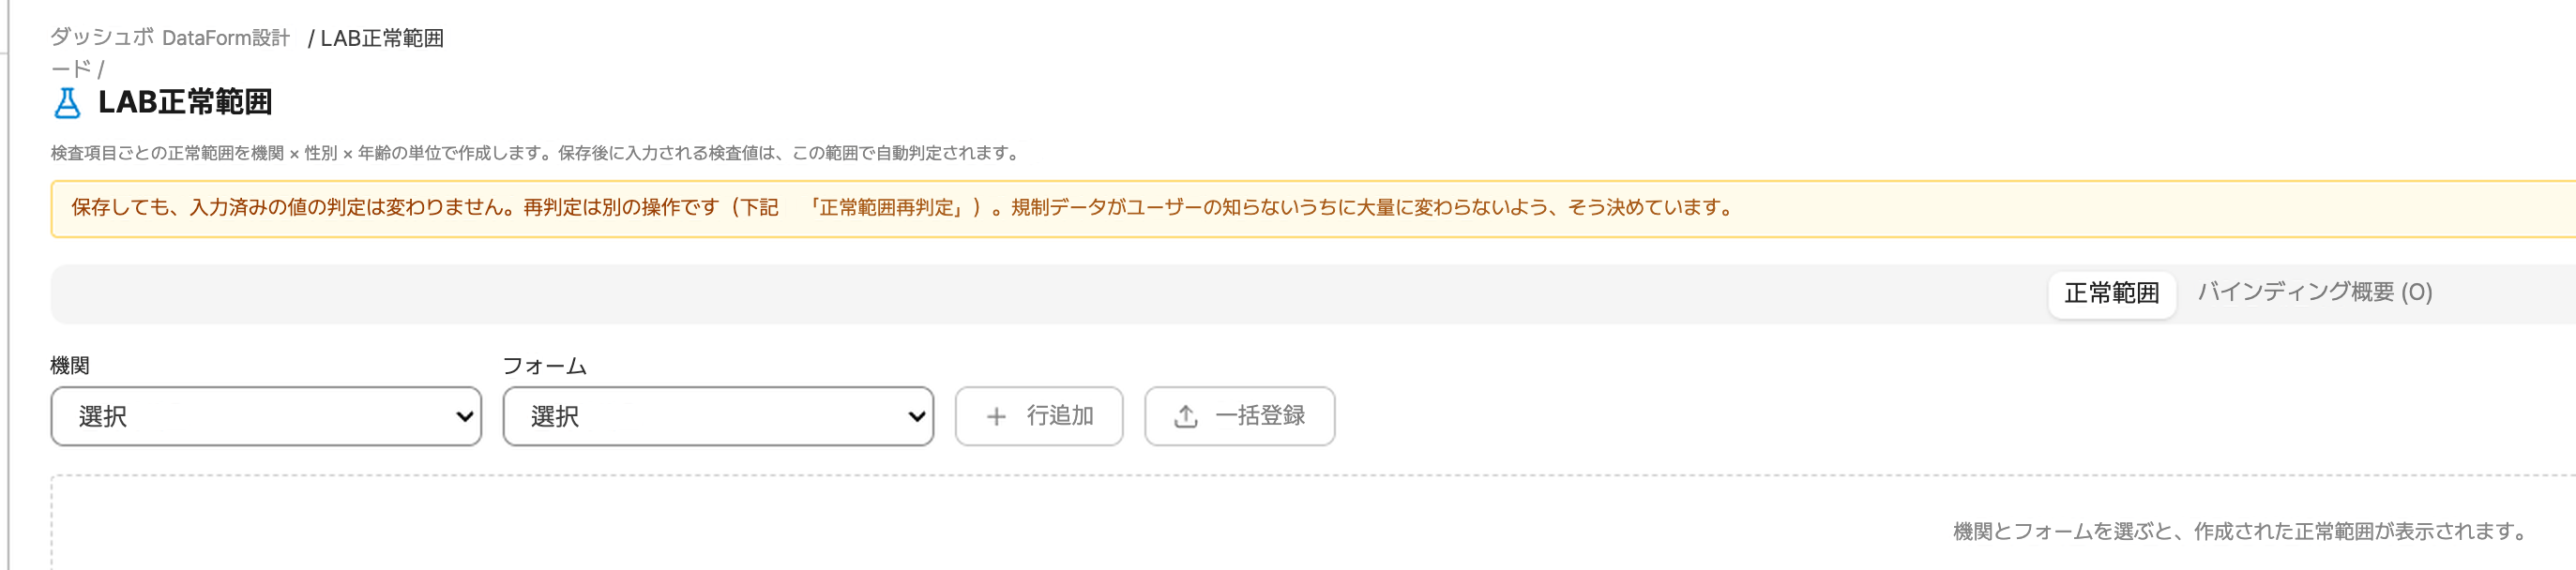 ダッシュボ DataForm設計 / LAB正常範囲
ード /
LAB正常範囲
検査項目ごとの正常範囲を機関 × 性別 × 年齢の単位で作成します。保存後に入力される検査値は、この範囲で自動判定されます。
保存しても、入力済みの値の判定は変わりません。再判定は別の操作です（下記 「正常範囲再判定」）。規制データがユーザーの知らないうちに大量に変わらないよう、そう決めています。
正常範囲 バインディング概要 (0)
機関 フォーム
選択 選択 + 行追加 一括登録
機関とフォームを選ぶと、作成された正常範囲が表示されます。